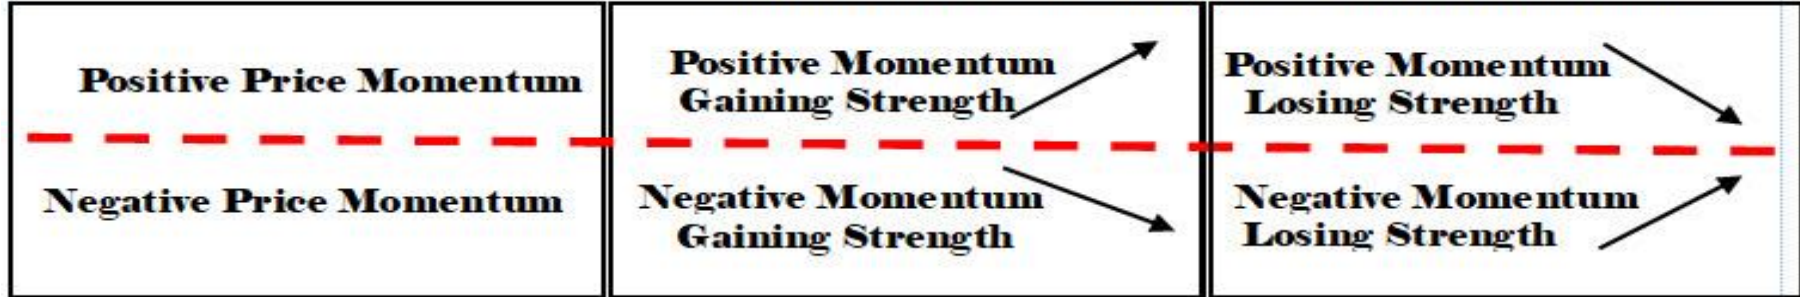 Positive Price Momentum
Negative Price Momentum
Positive Momentum
Gaining Strength
Negative Momentum
Gaining Strength
Positive Momentum
Losing Strength
Negative Momentum
Losing Strength